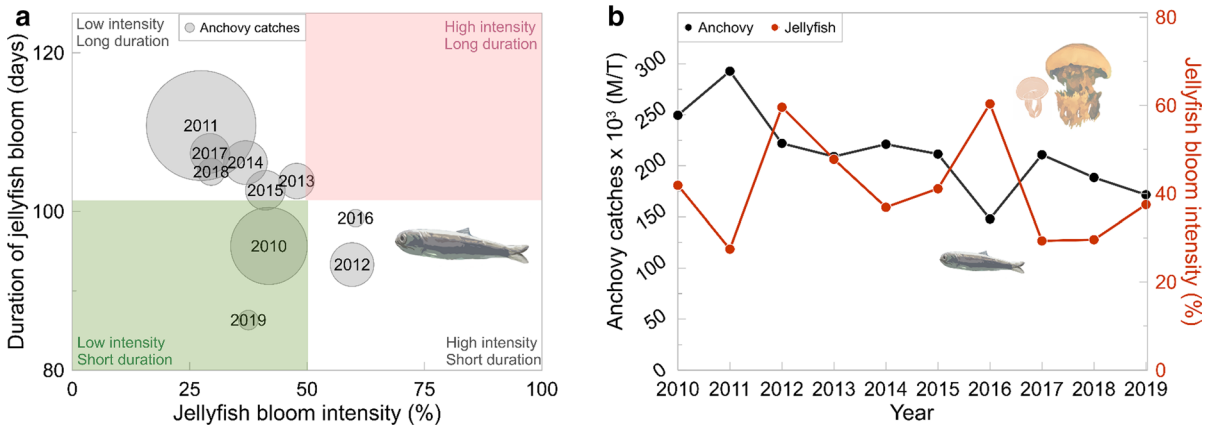 a
Low intensity
Long duration
Anchovy catches
High intensity
Long duration
120
100
80
Duration of jellyfish bloom (days)
2011
2017
2018
2014
2015
2013
2016
2010
2012
2019
Low intensity
Short duration
High intensity
Short duration
0
25
50
75
100
Jellyfish bloom intensity (%)
b
Anchovy
Jellyfish
300
250
200
150
100
50
0
Anchovy catches x 10³ (M/T)
80
60
40
20
0
Jellyfish bloom intensity (%)
2010
2011
2012
2013
2014
2015
2016
2017
2018
2019
Year